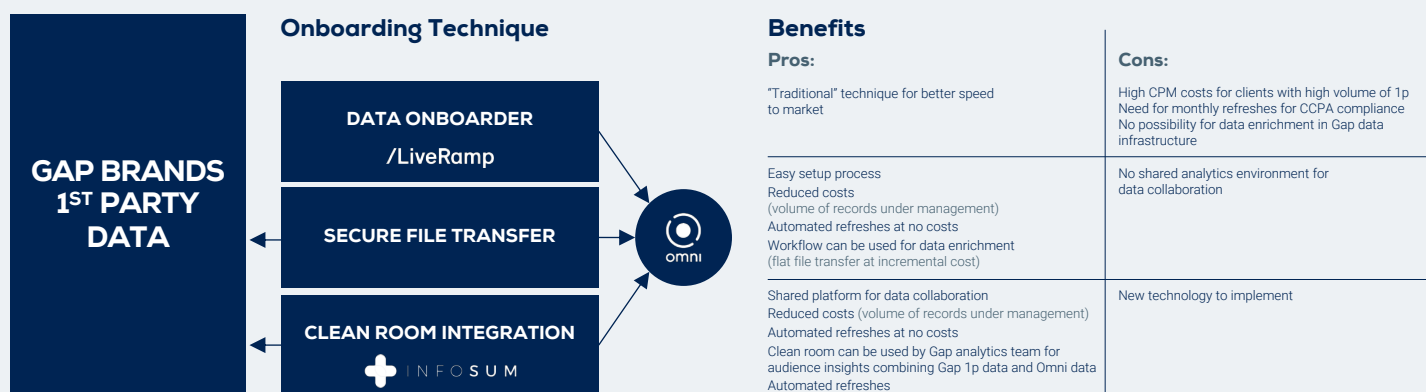 Onboarding Technique
Benefits
GAP BRANDS
1ST PARTY
DATA
DATA ONBOARDER
/LiveRamp
SECURE FILE TRANSFER
CLEAN ROOM INTEGRATION
INFOSUM
omni
Pros:
"Traditional" technique for better speed
to market
Cons:
High CPM costs for clients with high volume of 1p
Need for monthly refreshes for CCPA compliance
No possibility for data enrichment in Gap data
infrastructure
Easy setup process
Reduced costs
(volume of records under management)
Automated refreshes at no costs
Workflow can be used for data enrichment
(flat file transfer at incremental cost)
No shared analytics environment for
data collaboration
Shared platform for data collaboration
Reduced costs (volume of records under management)
Automated refreshes at no costs
Clean room can be used by Gap analytics team for
audience insights combining Gap 1p data and Omni data
Automated refreshes
New technology to implement